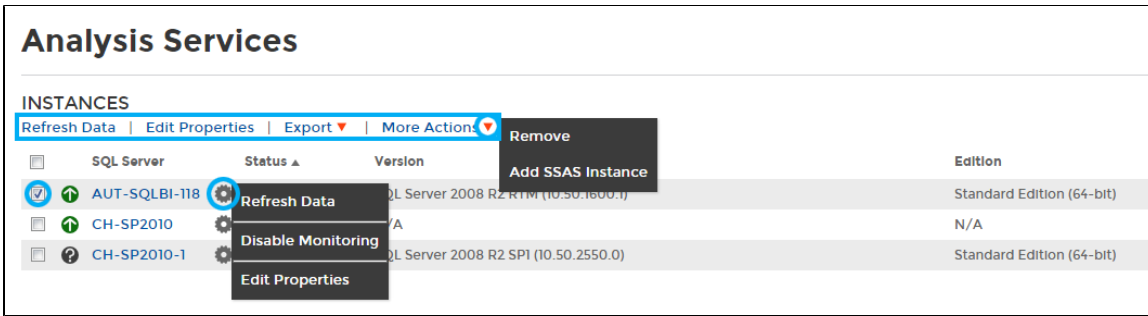 Analysis Services
INSTANCES
Refresh Data | Edit Properties | Export | More Actions
Remove
Add SSAS Instance
SQL Server Status Version Edition
AUT-SQLBI-118 QL Server 2008 R2 RTM (10.50.1600.1) Standard Edition (64-bit)
Refresh Data
CH-SP2010 /A N/A
Disable Monitoring
CH-SP2010-1 QL Server 2008 R2 SP1 (10.50.2550.0) Standard Edition (64-bit)
Edit Properties